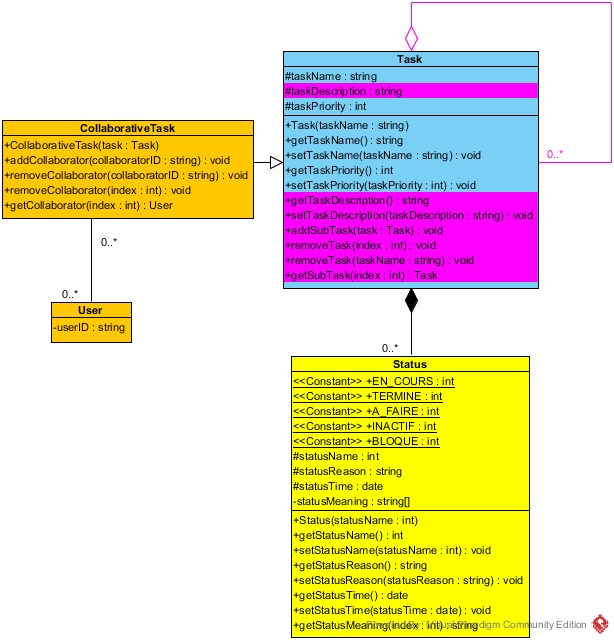 Task
#taskName : string
#taskDescription : string
#taskPriority : int
+Task(taskName : string)
+getTaskName() : string
+setTaskName(taskName : string) : void
+getTaskPriority() : int
+setTaskPriority(taskPriority : int) : void
+getTaskDescription() : string
+setTaskDescription(taskDescription : string) : void
+addSubTask(task : Task) : void
+removeTask(index : int) : void
+removeTask(taskName : string) : void
+getSubTask(index : int) : Task
0..*
CollaborativeTask
+CollaborativeTask(task : Task)
+addCollaborator(collaboratorID : string) : void
+removeCollaborator(collaboratorID : string) : void
+removeCollaborator(index : int) : void
+getCollaborator(index : int) : User
0..*
0..*
User
-userID : string
0..*
Status
<<Constant>> +EN_COURS : int
<<Constant>> +TERMINE : int
<<Constant>> +A_FAIRE : int
<<Constant>> +INACTIF : int
<<Constant>> +BLOQUE : int
#statusName : int
#statusReason : string
#statusTime : date
-statusMeaning : string[]
+Status(statusName : int)
+getStatusName() : int
+setStatusName(statusName : int) : void
+getStatusReason() : string
+setStatusReason(statusReason : string) : void
+getStatusTime() : date
+setStatusTime(statusTime : date) : void
+getStatusMeans(index : int) : string
Visual Paradigm Community Edition